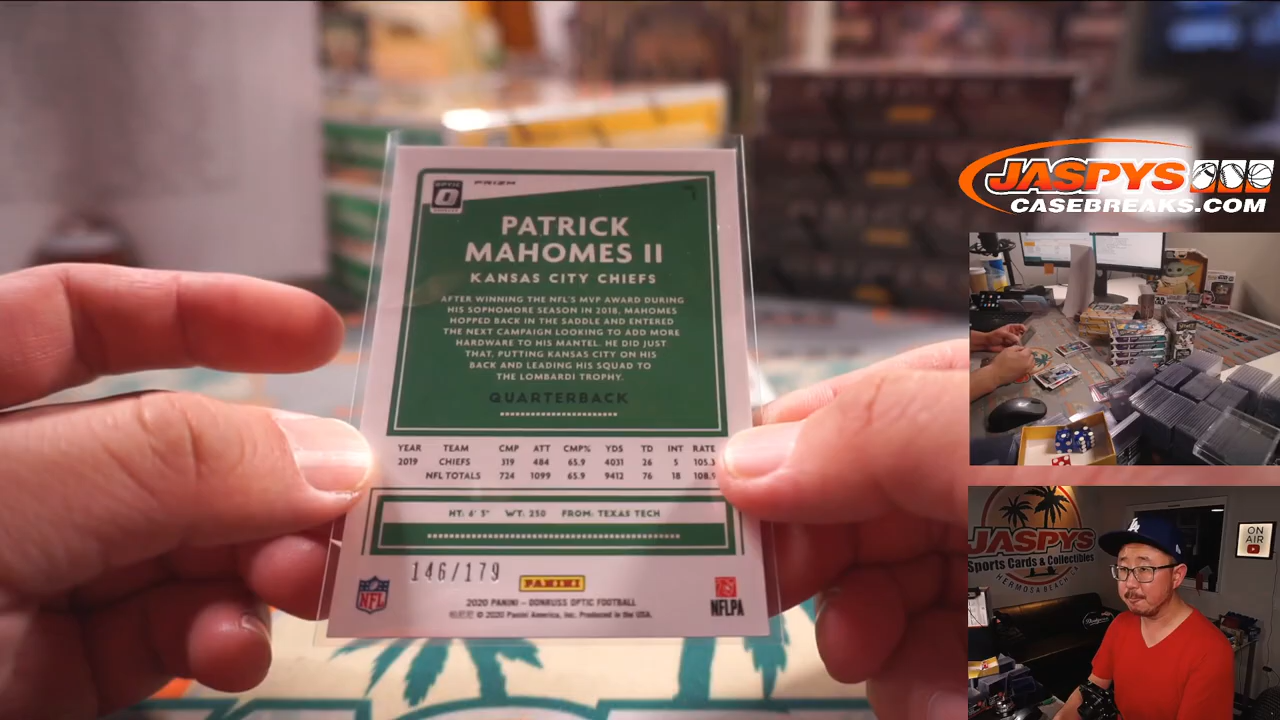 OPTIC
PRIZM
PATRICK
MAHOMES II
KANSAS CITY CHIEFS
AFTER WINNING THE NFL'S MVP AWARD DURING
HIS SOPHOMORE SEASON IN 2018, MAHOMES
HOPPED BACK IN THE SADDLE AND ENTERED
THE NEXT CAMPAIGN LOOKING TO ADD MORE
HARDWARE TO HIS MANTEL. HE DID JUST
THAT, PUTTING KANSAS CITY ON HIS
BACK AND LEADING HIS SQUAD TO
THE LOMBARDI TROPHY.
QUARTERBACK
YEAR TEAM CMP ATT CMP% YDS TD INT RATE
2019 CHIEFS 319 484 65.9 4031 26 5 105.3
NFL TOTALS 724 1099 65.9 9412 76 18 108.9
HT: 6' 3" WT: 230 FROM: TEXAS TECH
146/179
PANINI
NFL
NFLPA
2020 PANINI - DONRUSS OPTIC FOOTBALL
© 2020 Panini America, Inc. Produced in the USA.
JASPYS
CASEBREAKS.COM
JASPYS
Sports Cards & Collectibles
HERMOSA BEACH, CA
LA
ON
AIR